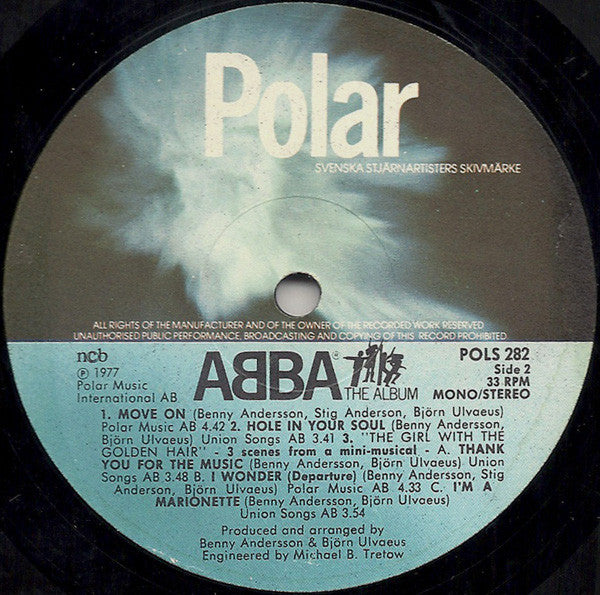 Polar
SVENSKA STJÄRNARTISTERS SKIVMÄRKE
ALL RIGHTS OF THE MANUFACTURER AND OF THE OWNER OF THE RECORDED WORK RESERVED
UNAUTHORISED PUBLIC PERFORMANCE, BROADCASTING AND COPYING OF THIS RECORD PROHIBITED
ncb
Ⓟ 1977
Polar Music
International AB
ABBA®
THE ALBUM
POLS 282
Side 2
33 RPM
MONO/STEREO
1. MOVE ON (Benny Andersson, Stig Anderson, Björn Ulvaeus)
Polar Music AB 4.42 2. HOLE IN YOUR SOUL (Benny Andersson,
Björn Ulvaeus) Union Songs AB 3.41 3. "THE GIRL WITH THE
GOLDEN HAIR" - 3 scenes from a mini-musical - A. THANK
YOU FOR THE MUSIC (Benny Andersson, Björn Ulvaeus) Union
Songs AB 3.48 B. I WONDER (Departure) (Benny Andersson, Stig
Anderson, Björn Ulvaeus) Polar Music AB 4.33 C. I'M A
MARIONETTE (Benny Andersson, Björn Ulvaeus)
Union Songs AB 3.54
Produced and arranged by
Benny Andersson & Björn Ulvaeus
Engineered by Michael B. Tretow